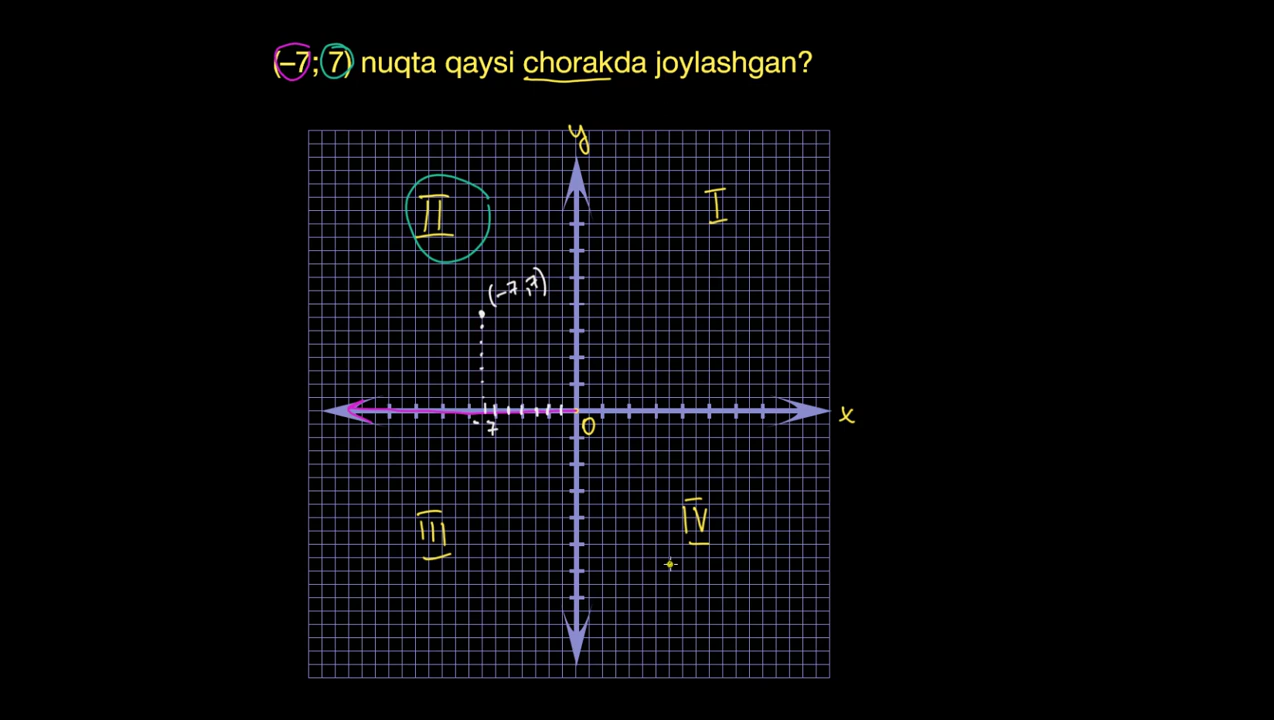 (–7; 7) nuqta qaysi chorakda joylashgan?
y
II
I
(-7,7)
x
0
-7
III
IV